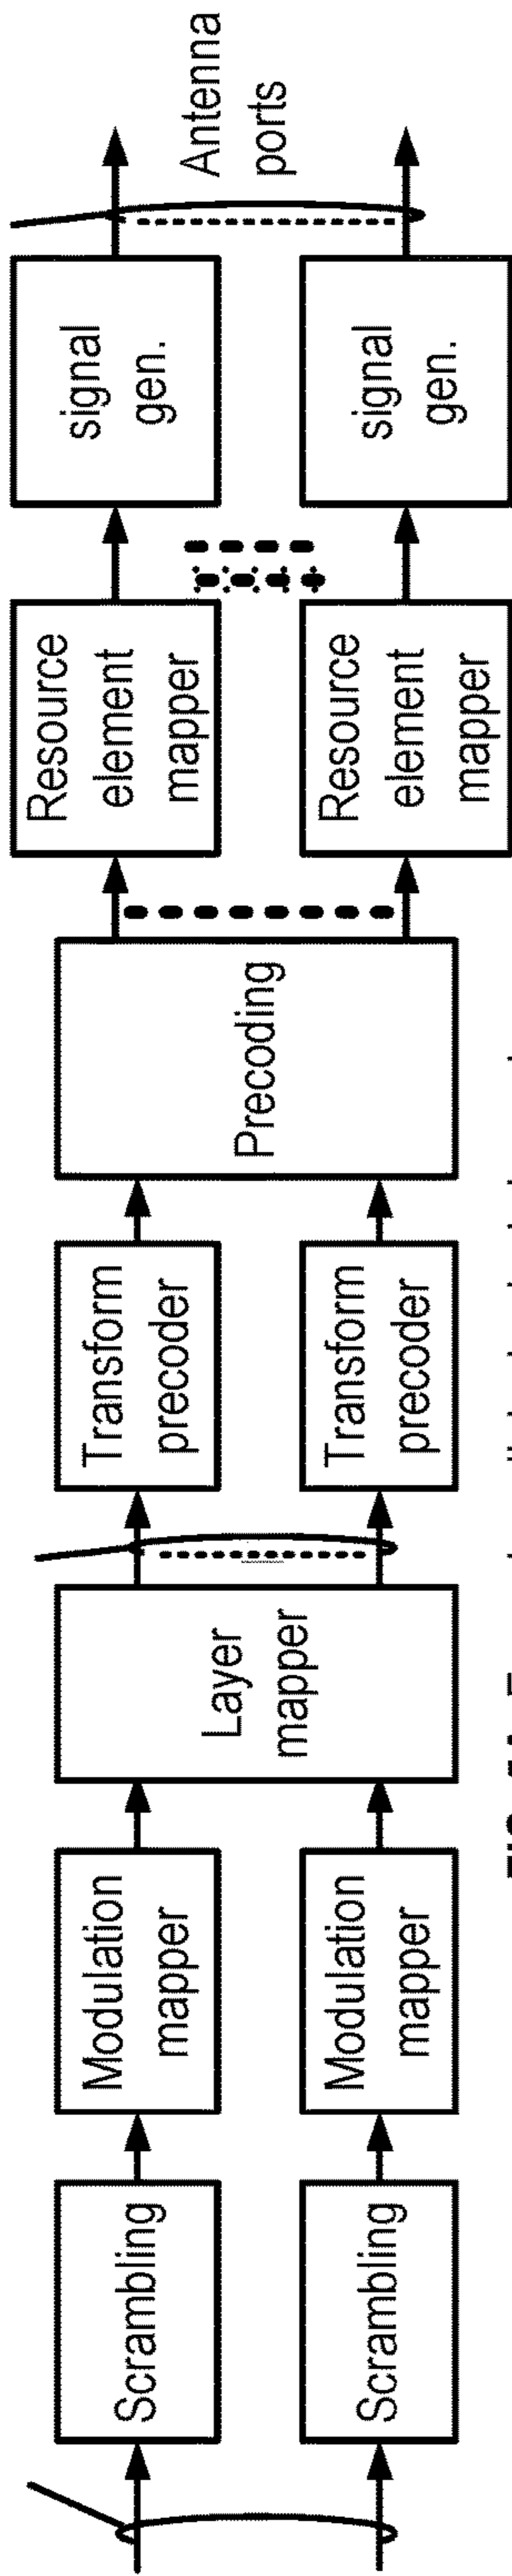 Scrambling
Scrambling
Modulation
mapper
Modulation
mapper
Layer
mapper
Transform
precoder
Transform
precoder
Precoding
Resource
element
mapper
Resource
element
mapper
signal
gen.
signal
gen.
Antenna
ports